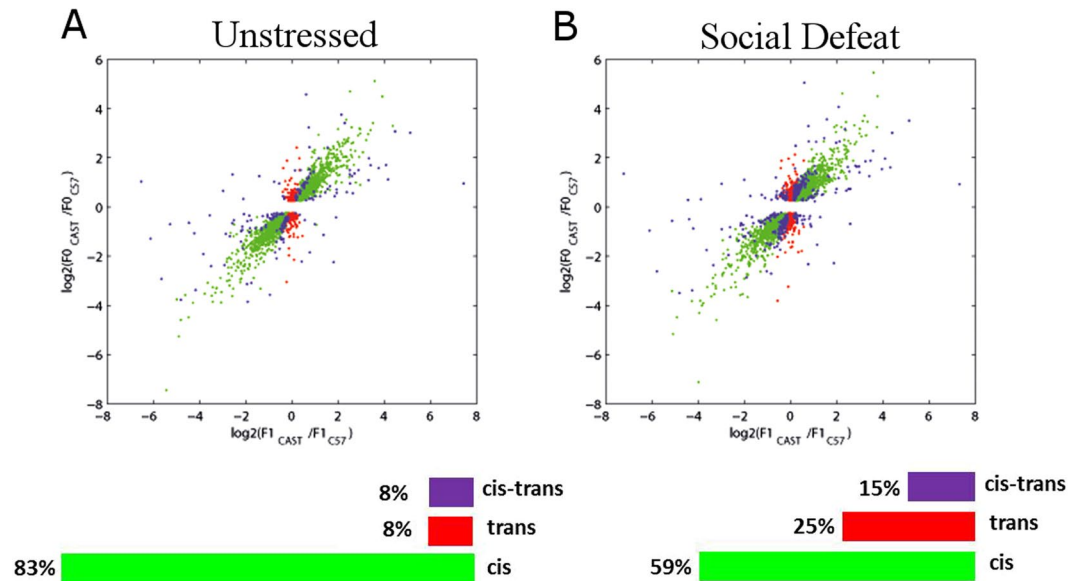 A
Unstressed
6
4
2
0
−2
−4
−6
−8
log2(F0 CAST /F0 C57)
−8 −6 −4 −2 0 2 4 6 8
log2(F1 CAST /F1 C57)
8% cis-trans
8% trans
83% cis
B
Social Defeat
6
4
2
0
−2
−4
−6
−8
log2(F0 CAST /F0 C57)
−8 −6 −4 −2 0 2 4 6 8
log2(F1 CAST /F1 C57)
15% cis-trans
25% trans
59% cis